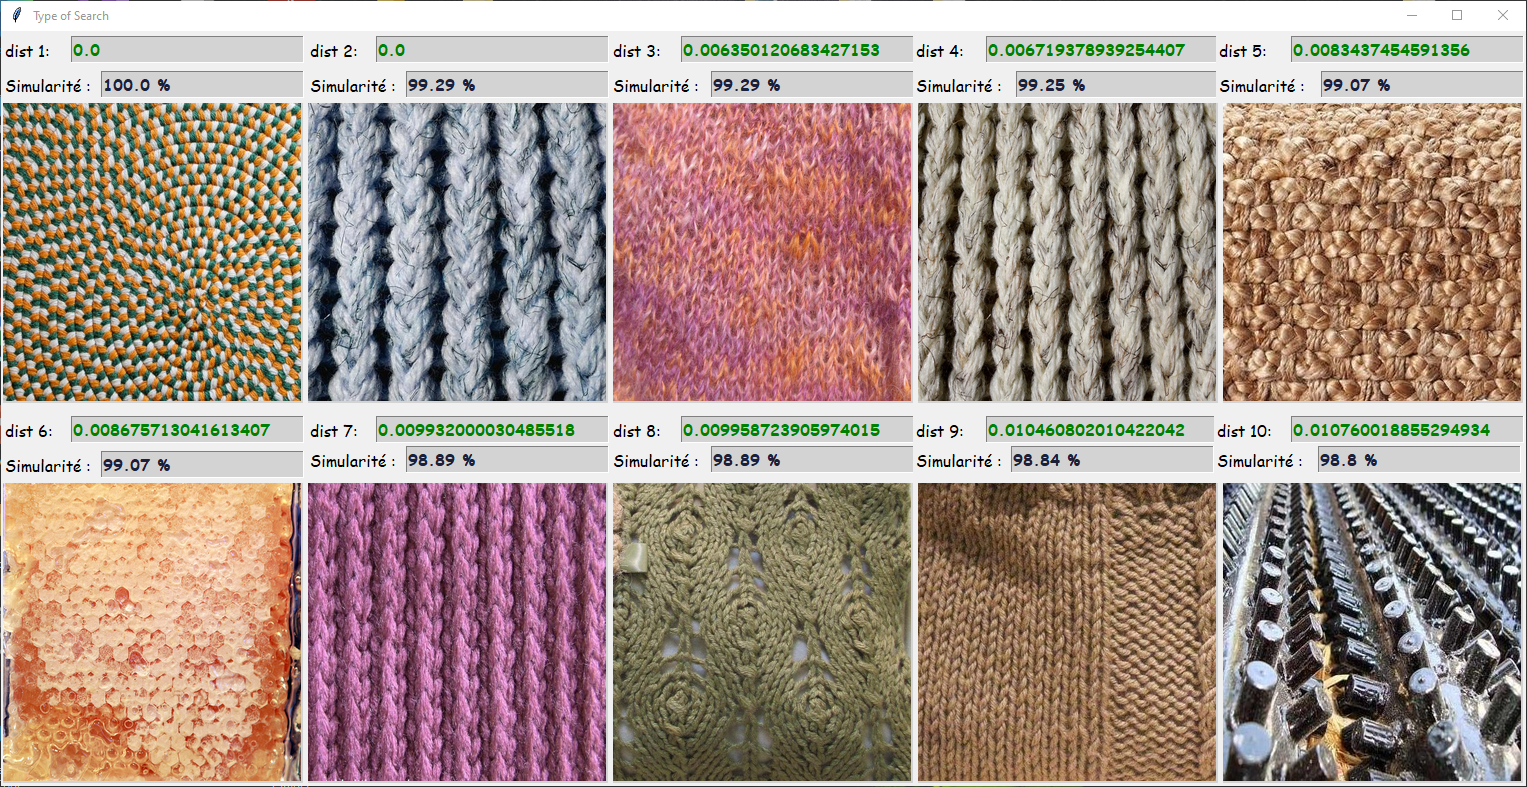 Type of Search
dist 1: 0.0 dist 2: 0.0 dist 3: 0.006350120683427153 dist 4: 0.006719378939254407 dist 5: 0.0083437454591356
Simularité : 100.0 % Simularité : 99.29 % Simularité : 99.29 % Simularité : 99.25 % Simularité : 99.07 %
dist 6: 0.008675713041613407 dist 7: 0.009932000030485518 dist 8: 0.009958723905974015 dist 9: 0.010460802010422042 dist 10: 0.010760018855294934
Simularité : 99.07 % Simularité : 98.89 % Simularité : 98.89 % Simularité : 98.84 % Simularité : 98.8 %